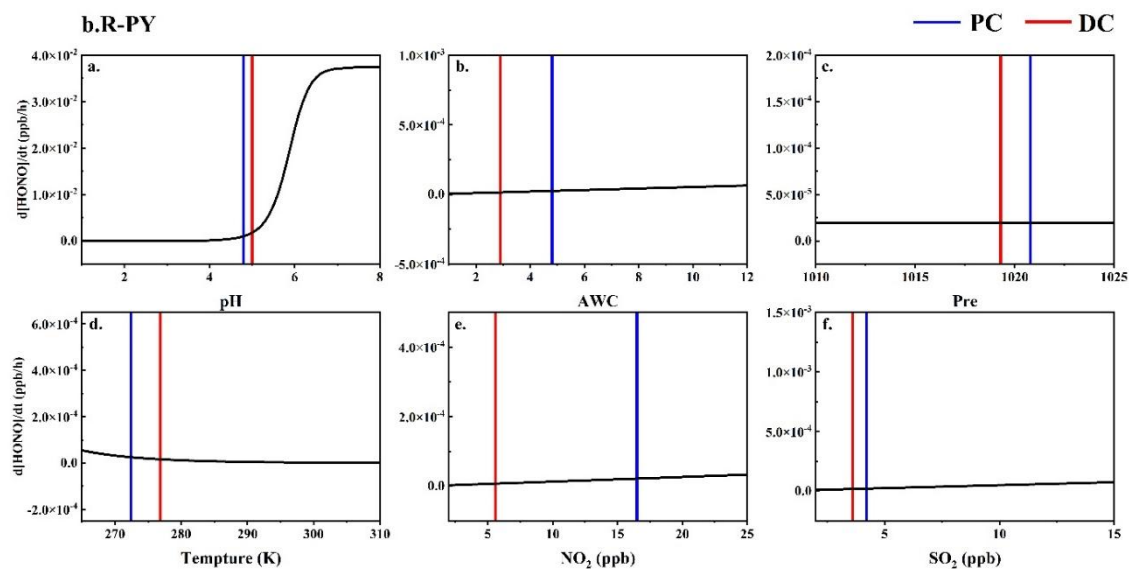 b.R-PY
PC DC
d[HONO]/dt (ppb/h)
4.0×10⁻²
3.0×10⁻²
2.0×10⁻²
1.0×10⁻²
0.0
a.
2 4 6 8
pH
1.0×10⁻³
5.0×10⁻⁴
0.0
-5.0×10⁻⁴
b.
2 4 6 8 10 12
AWC
2.0×10⁻⁴
1.5×10⁻⁴
1.0×10⁻⁴
5.0×10⁻⁵
0.0
c.
1010 1015 1020 1025
Pre
d[HONO]/dt (ppb/h)
6.0×10⁻⁴
4.0×10⁻⁴
2.0×10⁻⁴
0.0
-2.0×10⁻⁴
d.
270 280 290 300 310
Tempture (K)
4.0×10⁻⁴
2.0×10⁻⁴
0.0
e.
5 10 15 20 25
NO₂ (ppb)
1.5×10⁻³
1.0×10⁻³
5.0×10⁻⁴
0.0
f.
5 10 15
SO₂ (ppb)